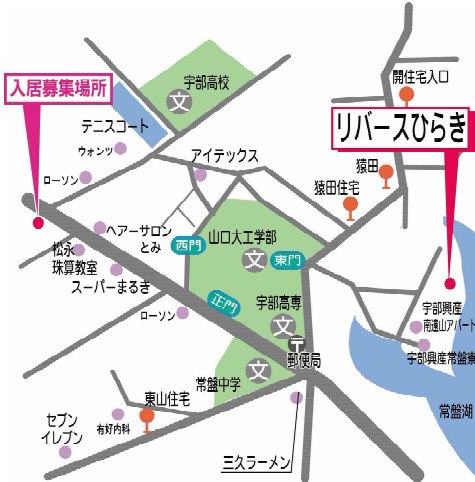 宇部高校
文
開住宅入口
入居募集場所
テニスコート
リバースひらき
ウォンツ
アイテックス
猿田
ローソン
猿田住宅
ヘアーサロン
とみ
山口大工学部
西門
松永
珠算教室
文
東門
スーパーまるき
正門
宇部高専
ローソン
文
宇部興産
南遠山アパート
〒
郵便局
宇部興産常盤東
文
常盤中学
東山住宅
常盤湖
セブン
イレブン
有好内科
三久ラーメン